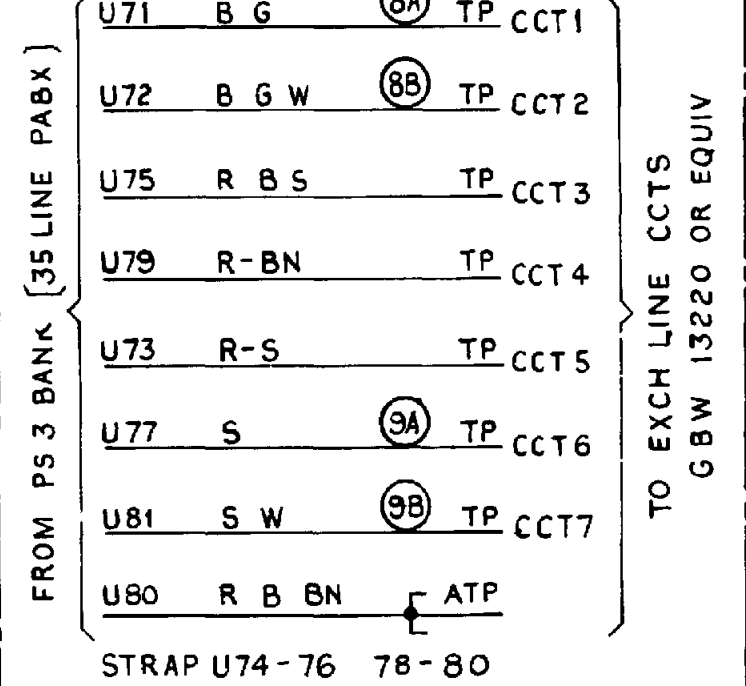 FROM PS 3 BANK [35 LINE PABX]
U71 B G 8A TP CCT1
U72 B G W 8B TP CCT2
U75 R B S TP CCT3
U79 R-BN TP CCT4
U73 R-S TP CCT5
U77 S 9A TP CCT6
U81 S W 9B TP CCT7
U80 R B BN ATP
STRAP U74-76 78-80
TO EXCH LINE CCTS
GBW 13220 OR EQUIV